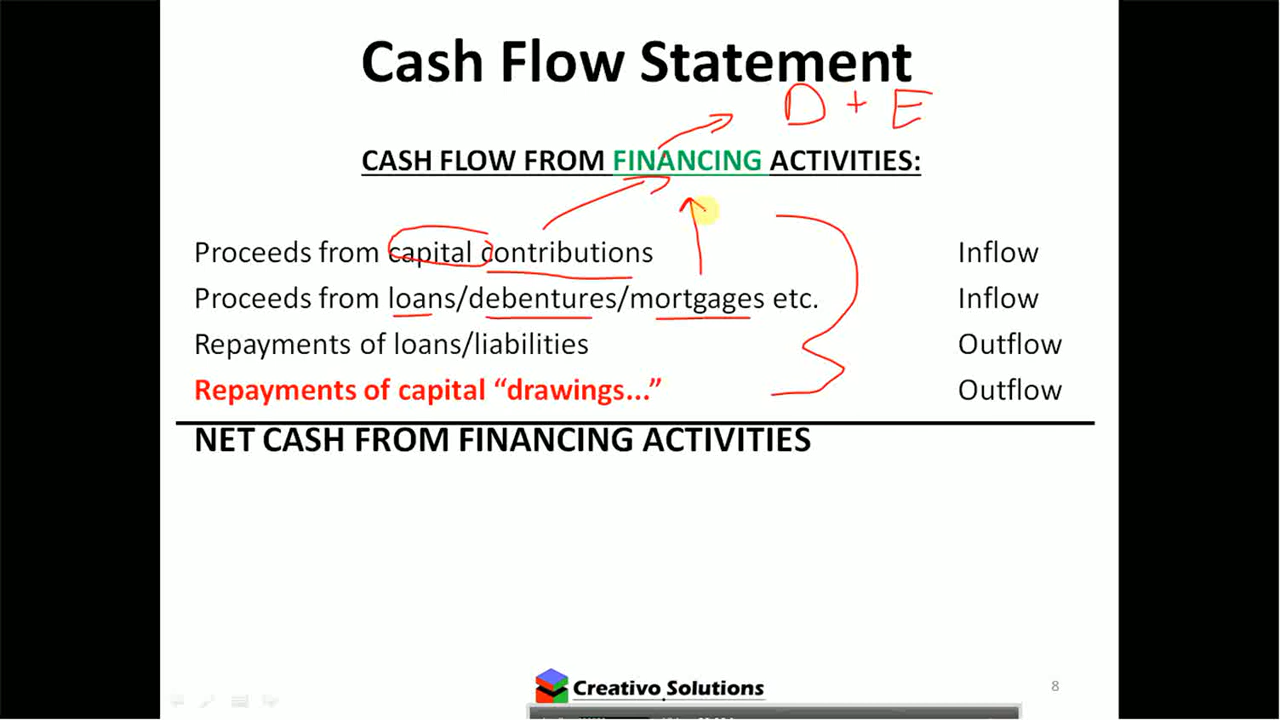 Cash Flow Statement
D + E
CASH FLOW FROM FINANCING ACTIVITIES:
Proceeds from capital contributions Inflow
Proceeds from loans/debentures/mortgages etc. Inflow
Repayments of loans/liabilities Outflow
Repayments of capital “drawings...” Outflow
NET CASH FROM FINANCING ACTIVITIES
Creativo Solutions
8